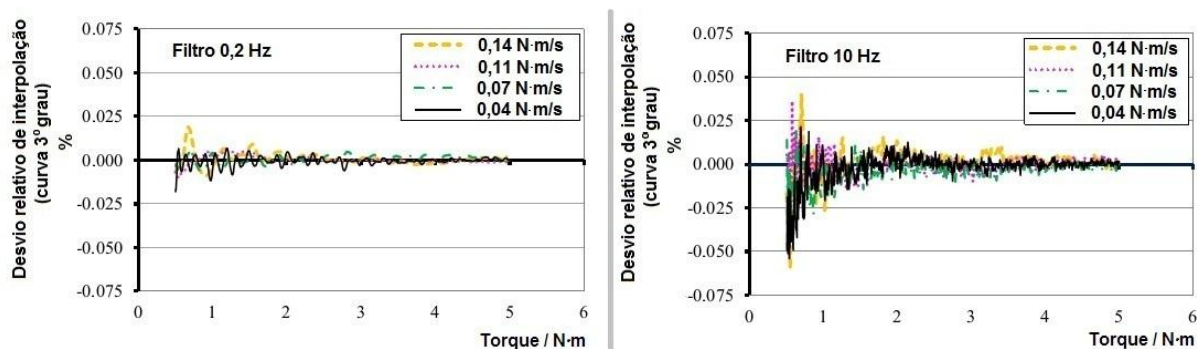 Desvio relativo de interpolação
(curva 3º grau)
%
0.075
0.050
0.025
0.000
-0.025
-0.050
-0.075
Filtro 0,2 Hz
0,14 N·m/s
0,11 N·m/s
0,07 N·m/s
0,04 N·m/s
0
1
2
3
4
5
6
Torque / N·m
Desvio relativo de interpolação
(curva 3º grau)
%
0.075
0.050
0.025
0.000
-0.025
-0.050
-0.075
Filtro 10 Hz
0,14 N·m/s
0,11 N·m/s
0,07 N·m/s
0,04 N·m/s
0
1
2
3
4
5
6
Torque / N·m